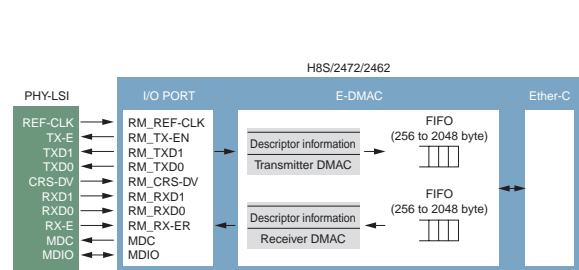 H8S/2472/2462
PHY-LSI
I/O PORT
E-DMAC
Ether-C
REF-CLK
TX-E
TXD1
TXD0
CRS-DV
RXD1
RXD0
RX-E
MDC
MDIO
RM_REF-CLK
RM_TX-EN
RM_TXD1
RM_TXD0
RM_CRS-DV
RM_RXD1
RM_RXD0
RM_RX-ER
MDC
MDIO
Descriptor information
Transmitter DMAC
FIFO
(256 to 2048 byte)
Descriptor information
Receiver DMAC
FIFO
(256 to 2048 byte)